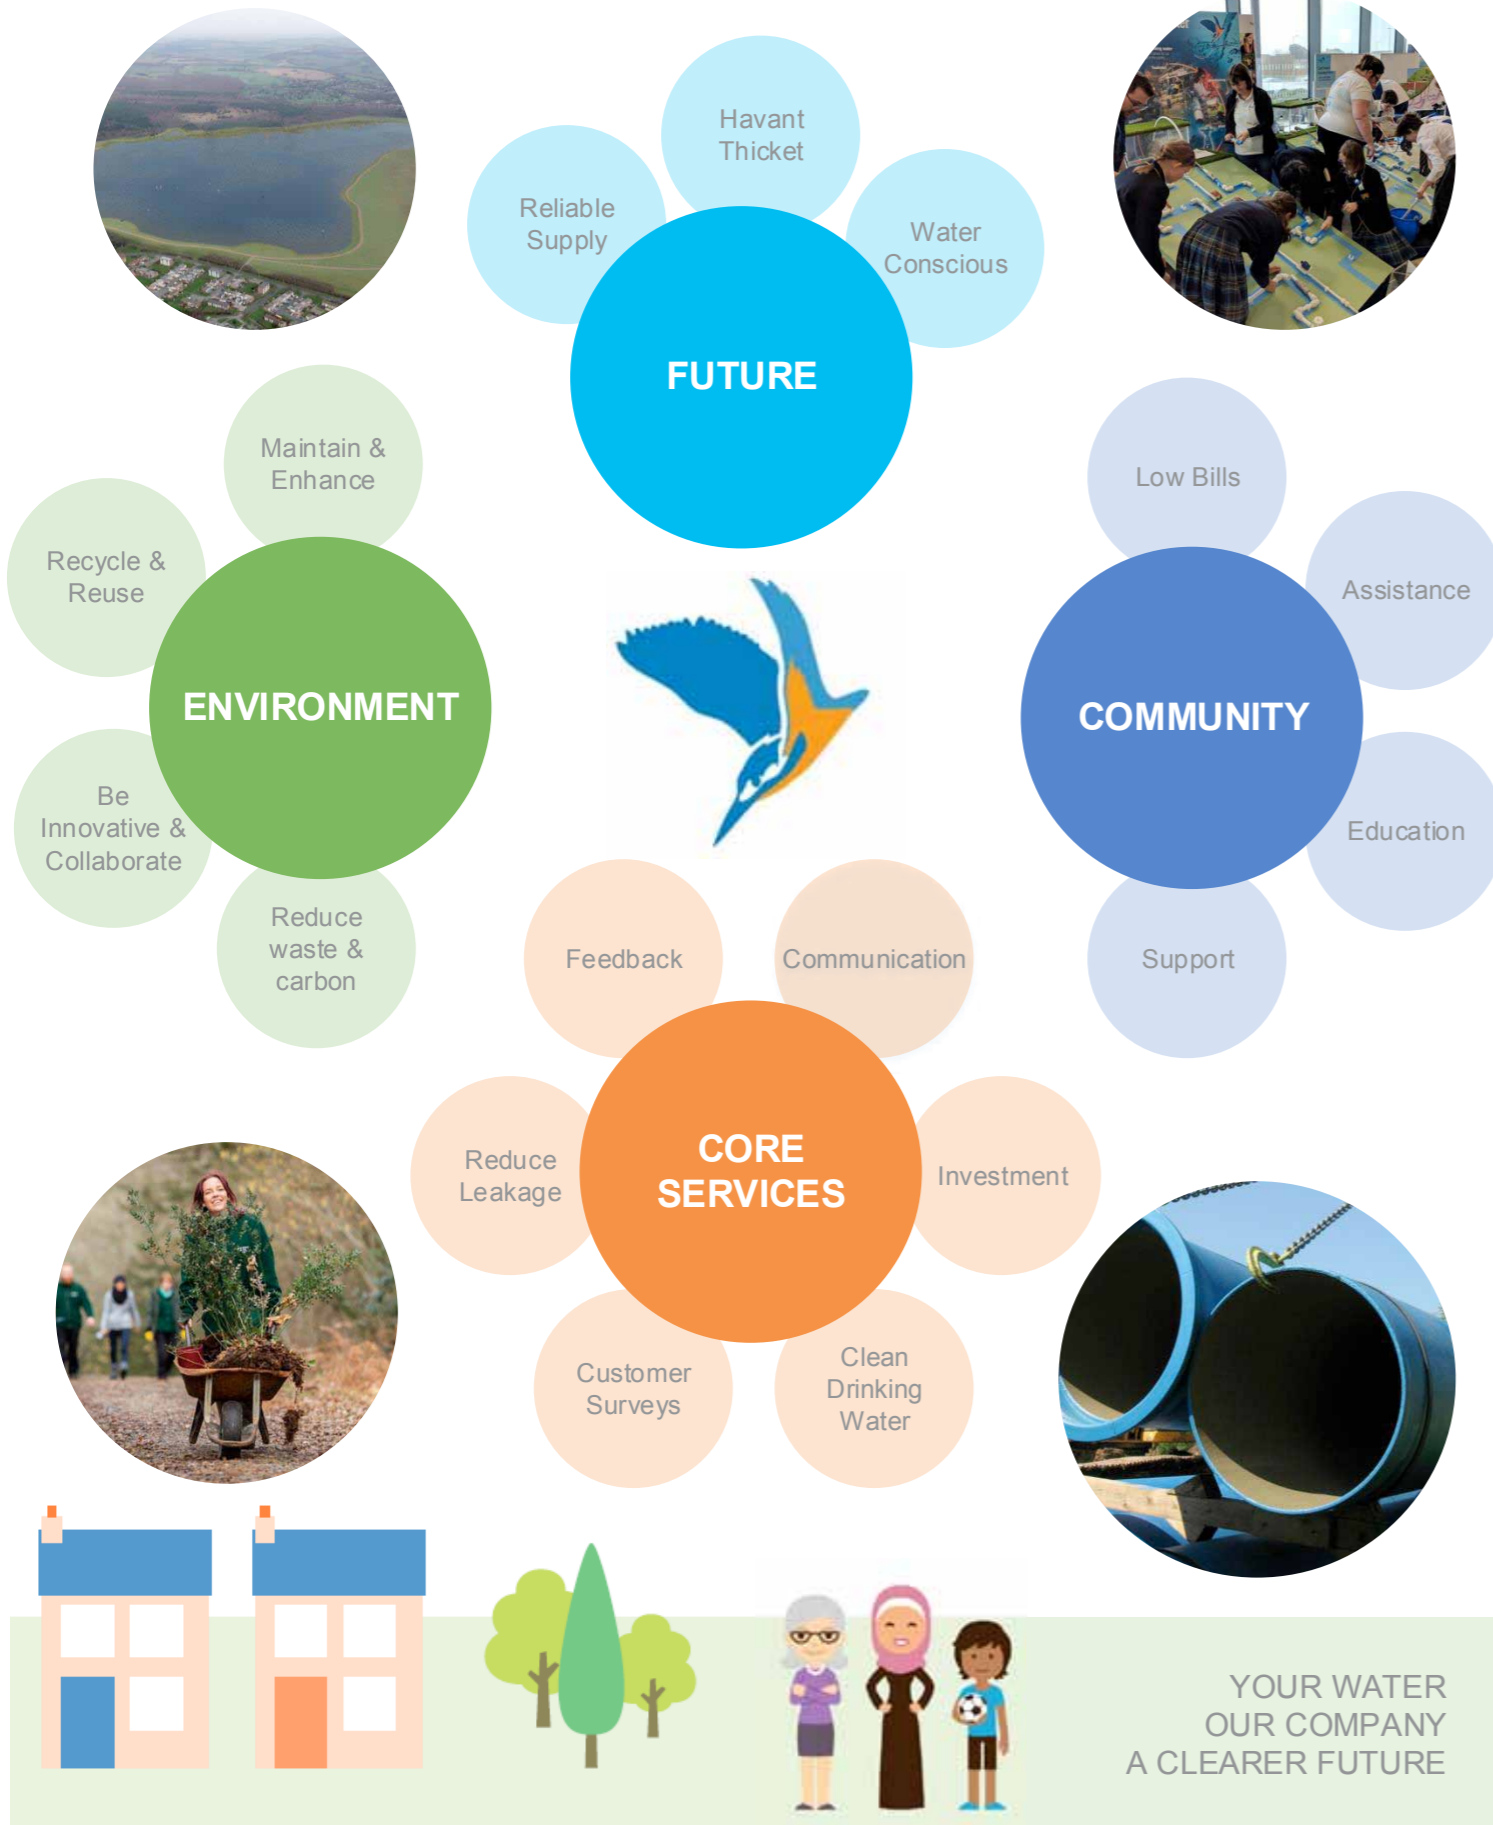 Havant
Thicket
Reliable
Supply
Water
Conscious
FUTURE
Maintain &
Enhance
Recycle &
Reuse
ENVIRONMENT
Be
Innovative &
Collaborate
Reduce
waste &
carbon
Low Bills
Assistance
COMMUNITY
Education
Support
Feedback
Communication
Reduce
Leakage
CORE
SERVICES
Investment
Customer
Surveys
Clean
Drinking
Water
YOUR WATER
OUR COMPANY
A CLEARER FUTURE